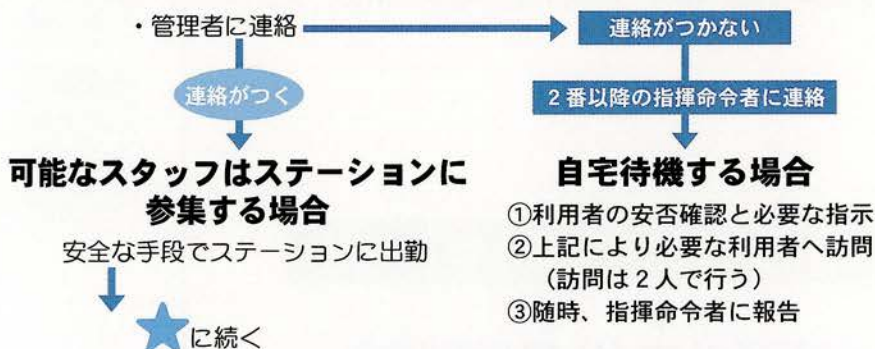 ・管理者に連絡
連絡がつかない
連絡がつく
2番以降の指揮命令者に連絡
可能なスタッフはステーションに
参集する場合
安全な手段でステーションに出勤
に続く
自宅待機する場合
①利用者の安否確認と必要な指示
②上記により必要な利用者へ訪問
（訪問は2人で行う）
③随時、指揮命令者に報告